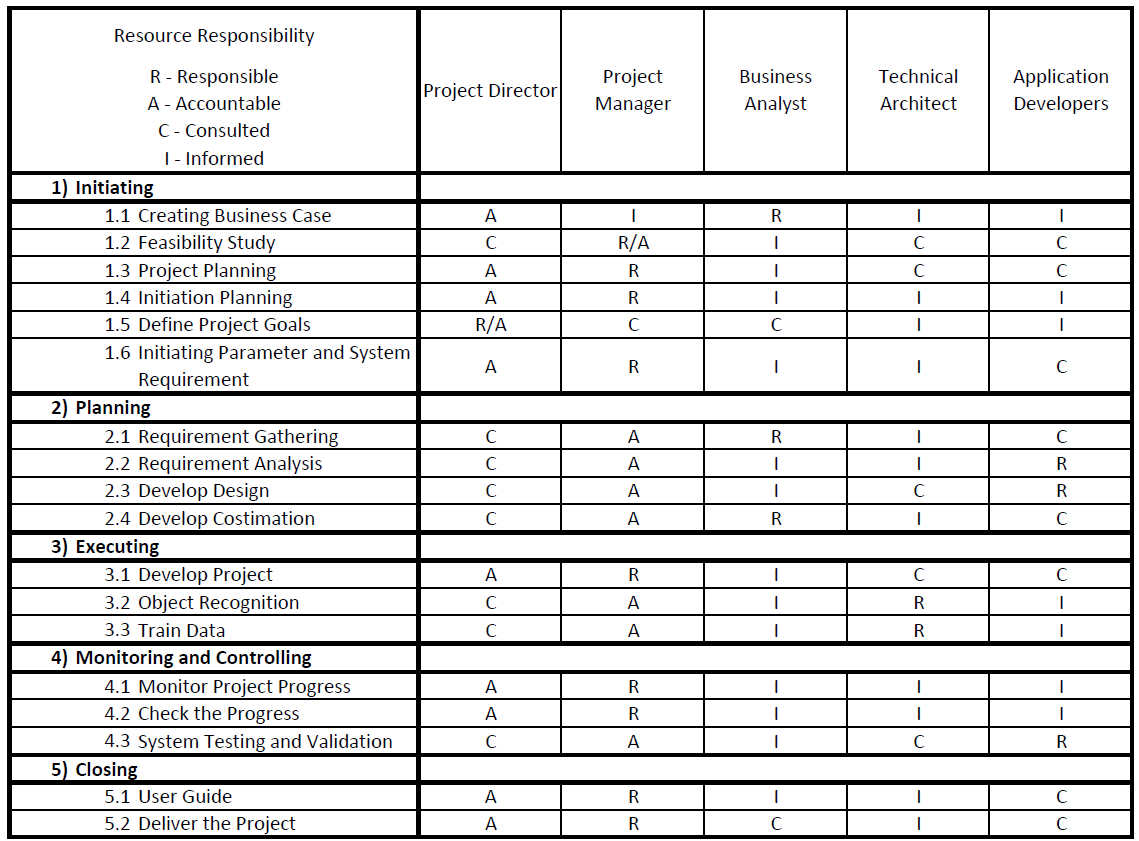 Resource Responsibility
R - Responsible
A - Accountable
C - Consulted
I - Informed
Project Director
Project
Manager
Business
Analyst
Technical
Architect
Application
Developers
1) Initiating
1.1 Creating Business Case A I R I I
1.2 Feasibility Study C R/A I C C
1.3 Project Planning A R I C C
1.4 Initiation Planning A R I I I
1.5 Define Project Goals R/A C C I I
1.6 Initiating Parameter and System
Requirement A R I I C
2) Planning
2.1 Requirement Gathering C A R I C
2.2 Requirement Analysis C A I I R
2.3 Develop Design C A I C R
2.4 Develop Costimation C A R I C
3) Executing
3.1 Develop Project A R I C C
3.2 Object Recognition C A I R I
3.3 Train Data C A I R I
4) Monitoring and Controlling
4.1 Monitor Project Progress A R I I I
4.2 Check the Progress A R I I I
4.3 System Testing and Validation C A I C R
5) Closing
5.1 User Guide A R I I C
5.2 Deliver the Project A R C I C